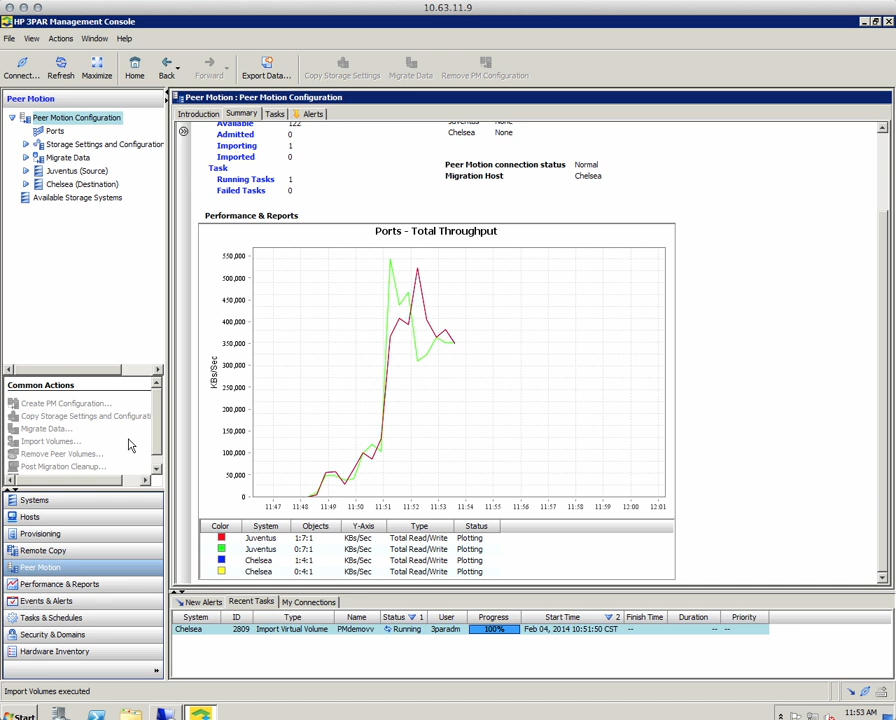 10.63.11.9
HP 3PAR Management Console
File View Actions Window Help
Connect... Refresh Maximize Home Back Forward Export Data... Copy Storage Settings Migrate Data Remove PM Configuration
Peer Motion
Peer Motion Configuration
Ports
Storage Settings and Configuration
Migrate Data
Juventus (Source)
Chelsea (Destination)
Available Storage Systems
Common Actions
Create PM Configuration...
Copy Storage Settings and Configurati
Migrate Data...
Import Volumes...
Remove Peer Volumes...
Post Migration Cleanup...
Systems
Hosts
Provisioning
Remote Copy
Peer Motion
Performance & Reports
Events & Alerts
Tasks & Schedules
Security & Domains
Hardware Inventory
»
Peer Motion : Peer Motion Configuration
Introduction Summary Tasks Alerts
Available 122 Juventus None
Admitted 0 Chelsea None
Importing 1
Imported 0
Peer Motion connection status Normal
Task
Migration Host Chelsea
Running Tasks 1
Failed Tasks 0
Performance & Reports
Ports - Total Throughput
KBs/Sec
550,000
500,000
450,000
400,000
350,000
300,000
250,000
200,000
150,000
100,000
50,000
0
11:47 11:48 11:49 11:50 11:51 11:52 11:53 11:54 11:55 11:56 11:57 11:58 11:59 12:00 12:01
Color System Objects Y-Axis Type Status
Juventus 1:7:1 KBs/Sec Total Read/Write Plotting
Juventus 0:7:1 KBs/Sec Total Read/Write Plotting
Chelsea 1:4:1 KBs/Sec Total Read/Write Plotting
Chelsea 0:4:1 KBs/Sec Total Read/Write Plotting
New Alerts Recent Tasks My Connections
System ID Type Name Status 1 User Progress Start Time 2 Finish Time Duration Priority
Chelsea 2809 Import Virtual Volume PMdemovv Running 3paradm 100% Feb 04, 2014 10:51:50 CST -- -- --
Import Volumes executed
Start 11:53 AM